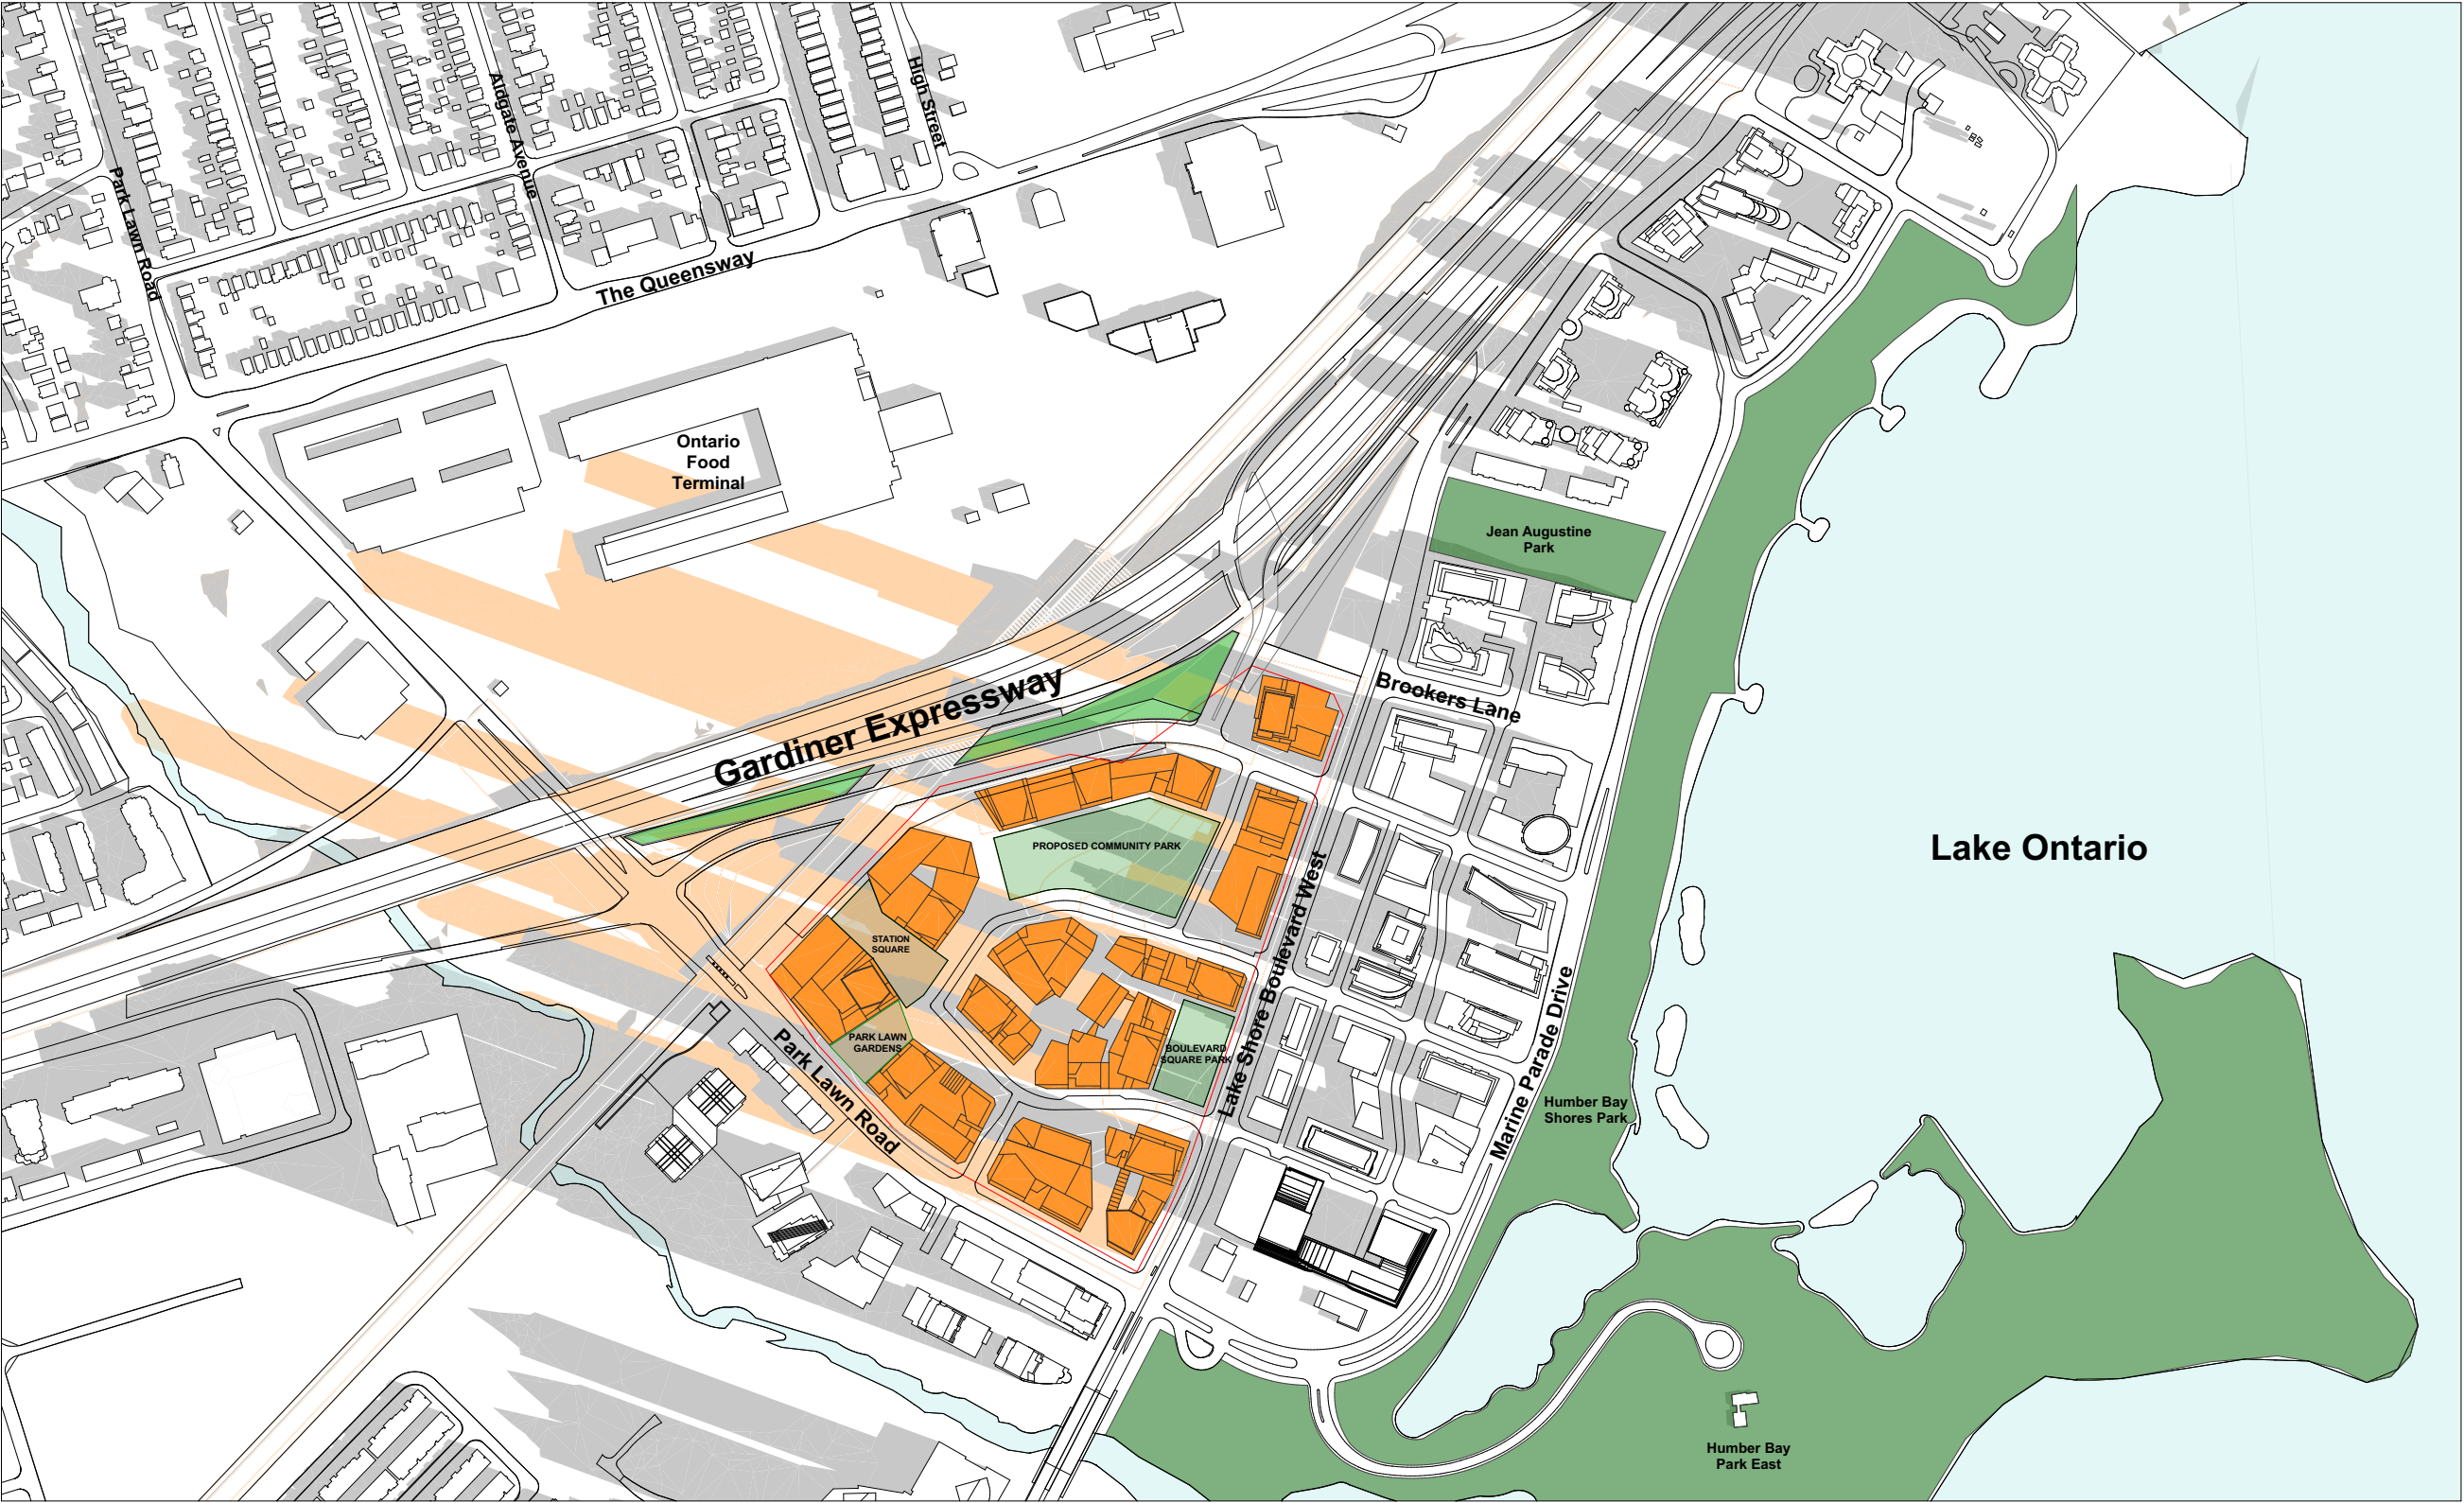 High Street
Aldgate Avenue
Park Lawn Road
The Queensway
Ontario
Food
Terminal
Jean Augustine
Park
Brookers Lane
Gardiner Expressway
PROPOSED COMMUNITY PARK
Lake Ontario
STATION
SQUARE
Lake Shore Boulevard West
Marine Parade Drive
PARK LAWN
GARDENS
BOULEVARD
SQUARE PARK
Park Lawn Road
Humber Bay
Shores Park
Humber Bay
Park East